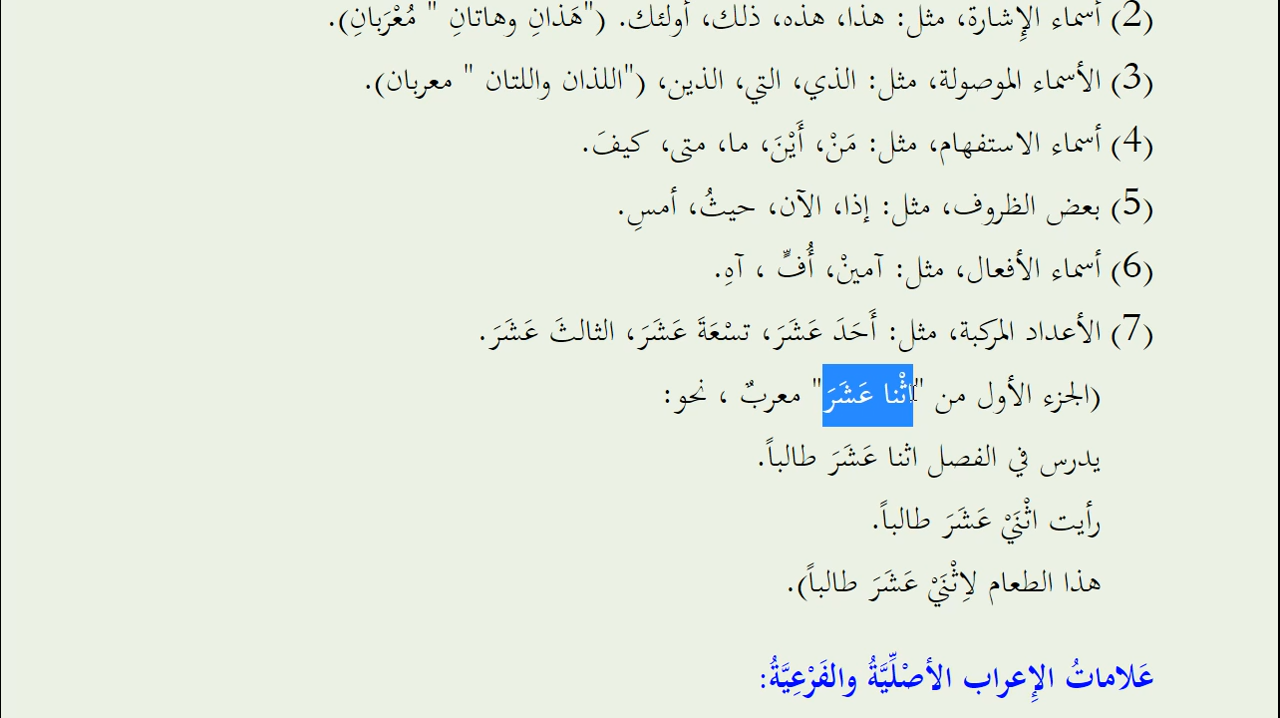 (2) أسماء الإِشارة، مثل: هذا، هذه، ذلك، أولئك. ("هَذانِ وهاتانِ " مُعْرَبانِ).
(3) الأسماء الموصولة، مثل: الذي، التي، الذين، ("اللذان واللتان " معربان).
(4) أسماء الاستفهام، مثل: مَنْ، أَيْنَ، ما، متى، كيفَ.
(5) بعض الظروف، مثل: إذا، الآن، حيثُ، أمسِ.
(6) أسماء الأفعال، مثل: آمينْ، أُفٍّ ، آهِ.
(7) الأعداد المركبة، مثل: أَحَدَ عَشَرَ، تسْعَةَ عَشَرَ، الثالثَ عَشَرَ.
(الجزء الأول من "اثْنا عَشَرَ" معربٌ ، نحو:
يدرس في الفصل اثنا عَشَرَ طالباً.
رأيت اثْنَيْ عَشَرَ طالباً.
هذا الطعام لِاثْنَيْ عَشَرَ طالباً).
عَلاماتُ الإِعراب الأصْلِّيَّةُ والفَرْعِيَّةُ: